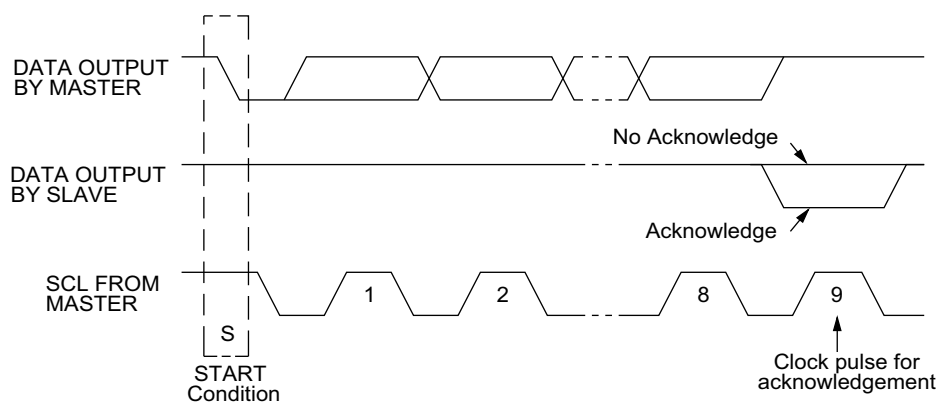 DATA OUTPUT
BY MASTER
No Acknowledge
DATA OUTPUT
BY SLAVE
Acknowledge
SCL FROM
MASTER
1
2
8
9
S
START
Condition
Clock pulse for
acknowledgement